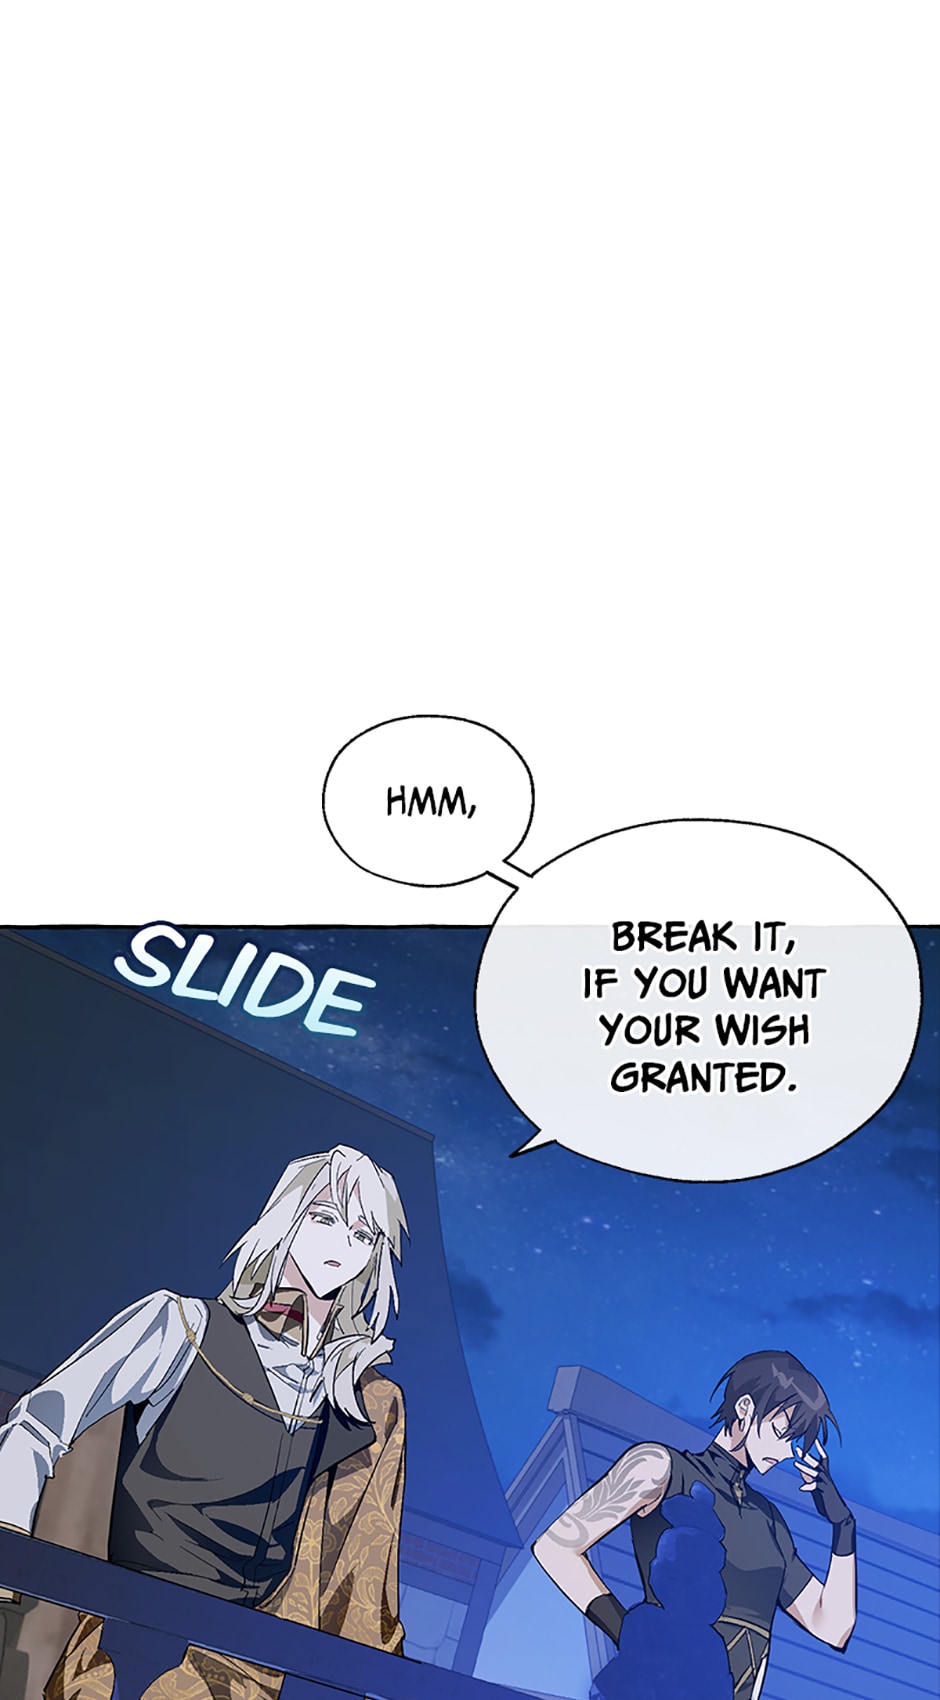 HMM,
BREAK IT,
IF YOU WANT
YOUR WISH
GRANTED.
SLIDE